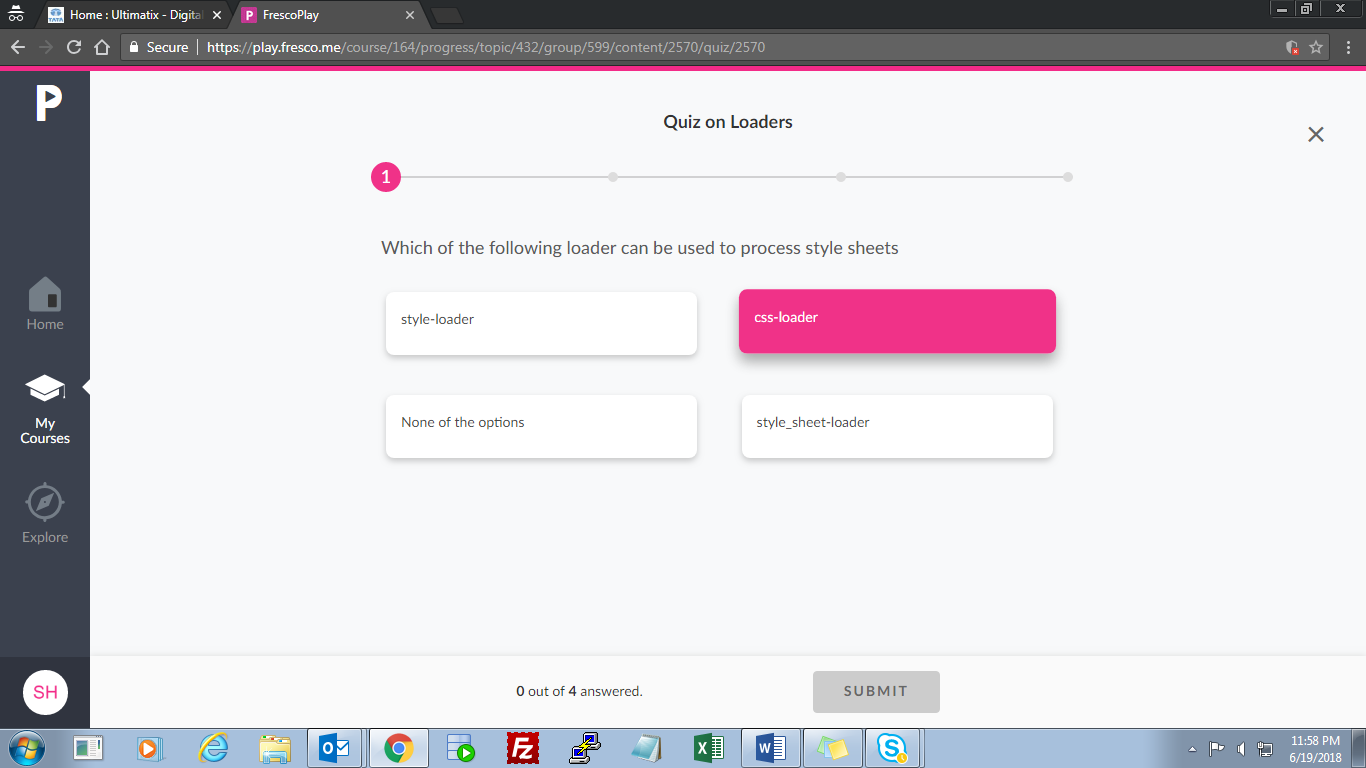 Home : Ultimatix - Digita
FrescoPlay
Secure
https://play.fresco.me/course/164/progress/topic/432/group/599/content/2570/quiz/2570
P
Quiz on Loaders
1
Which of the following loader can be used to process style sheets
style-loader
css-loader
None of the options
style_sheet-loader
Home
My
Courses
Explore
SH
0 out of 4 answered.
SUBMIT
11:58 PM
6/19/2018